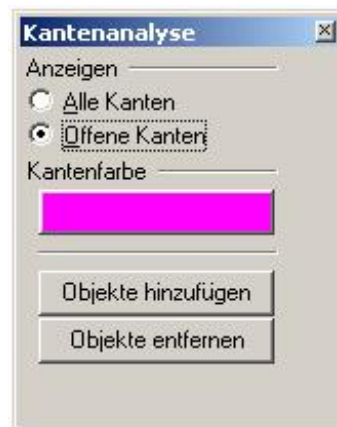 Kantenanalyse
Anzeigen
Alle Kanten
Offene Kanten
Kantenfarbe
Objekte hinzufügen
Objekte entfernen